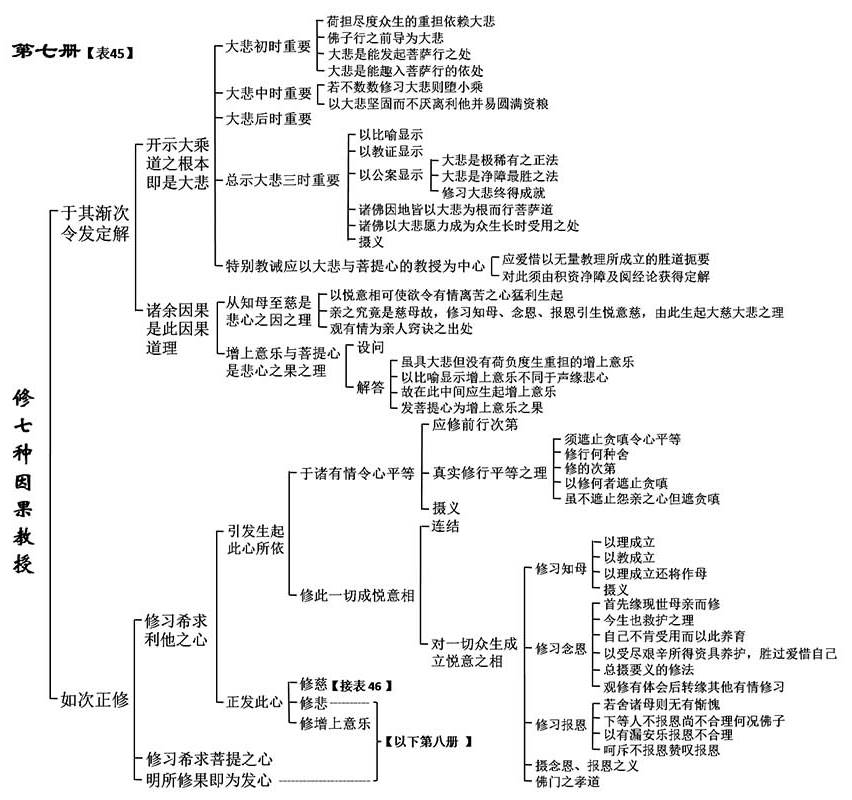 第七册【表45】
修七种因果教授
于其渐次
令发定解
开示大乘
道之根本
即是大悲
大悲初时重要
荷担尽度众生的重担依赖大悲
佛子行之前导为大悲
大悲是能发起菩萨行之处
大悲是能趣入菩萨行的依处
大悲中时重要
若不数数修习大悲则堕小乘
以大悲坚固而不厌离利他并易圆满资粮
大悲后时重要
总示大悲三时重要
以比喻显示
以教证显示
以公案显示
大悲是极稀有之正法
大悲是净障最胜之法
修习大悲终得成就
诸佛因地皆以大悲为根而行菩萨道
诸佛以大悲愿力成为众生长时受用之处
摄义
特别教诫应以大悲与菩提心的教授为中心
应爱惜以无量教理所成立的胜道扼要
对此须由积资净障及阅经论获得定解
诸余因果
是此因果
道理
从知母至慈是
悲心之因之理
以悦意相可使欲令有情离苦之心猛利生起
亲之究竟是慈母故，修习知母、念恩、报恩引生悦意慈，由此生起大慈大悲之理
观有情为亲人窍诀之出处
增上意乐与菩提心
是悲心之果之理
设问
解答
虽具大悲但没有荷负度生重担的增上意乐
以比喻显示增上意乐不同于声缘悲心
故在此中间应生起增上意乐
发菩提心为增上意乐之果
如次正修
修习希求
利他之心
引发生起
此心所依
于诸有情令心平等
应修前行次第
真实修行平等之理
须遮止贪嗔令心平等
修行何种舍
修的次第
以修何者遮止贪嗔
虽不遮止怨亲之心但遮贪嗔
摄义
修此一切成悦意相
连结
对一切众生成
立悦意之相
修习知母
以理成立
以教成立
以理成立还将作母
摄义
修习念恩
首先缘现世母亲而修
今生也救护之理
自己不肯受用而以此养育
以受尽艰辛所得资具养护，胜过爱惜自己
总摄要义的修法
观修有体会后转缘其他有情修习
修习报恩
若舍诸母则无有惭愧
下等人不报恩尚不合理何况佛子
以有漏安乐报恩不合理
呵斥不报恩赞叹报恩
摄念恩、报恩之义
佛门之孝道
正发此心
修慈【接表46】
修悲
修增上意乐
【以下第八册 】
修习希求菩提之心
明所修果即为发心